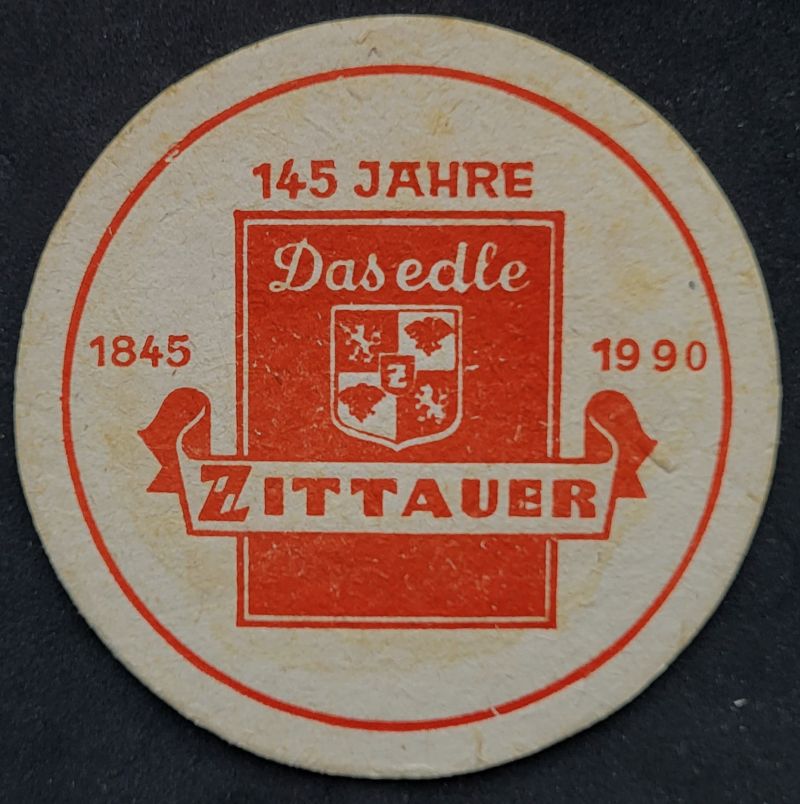 145 JAHRE
Das edle
1845
1990
Z
ZITTAUER